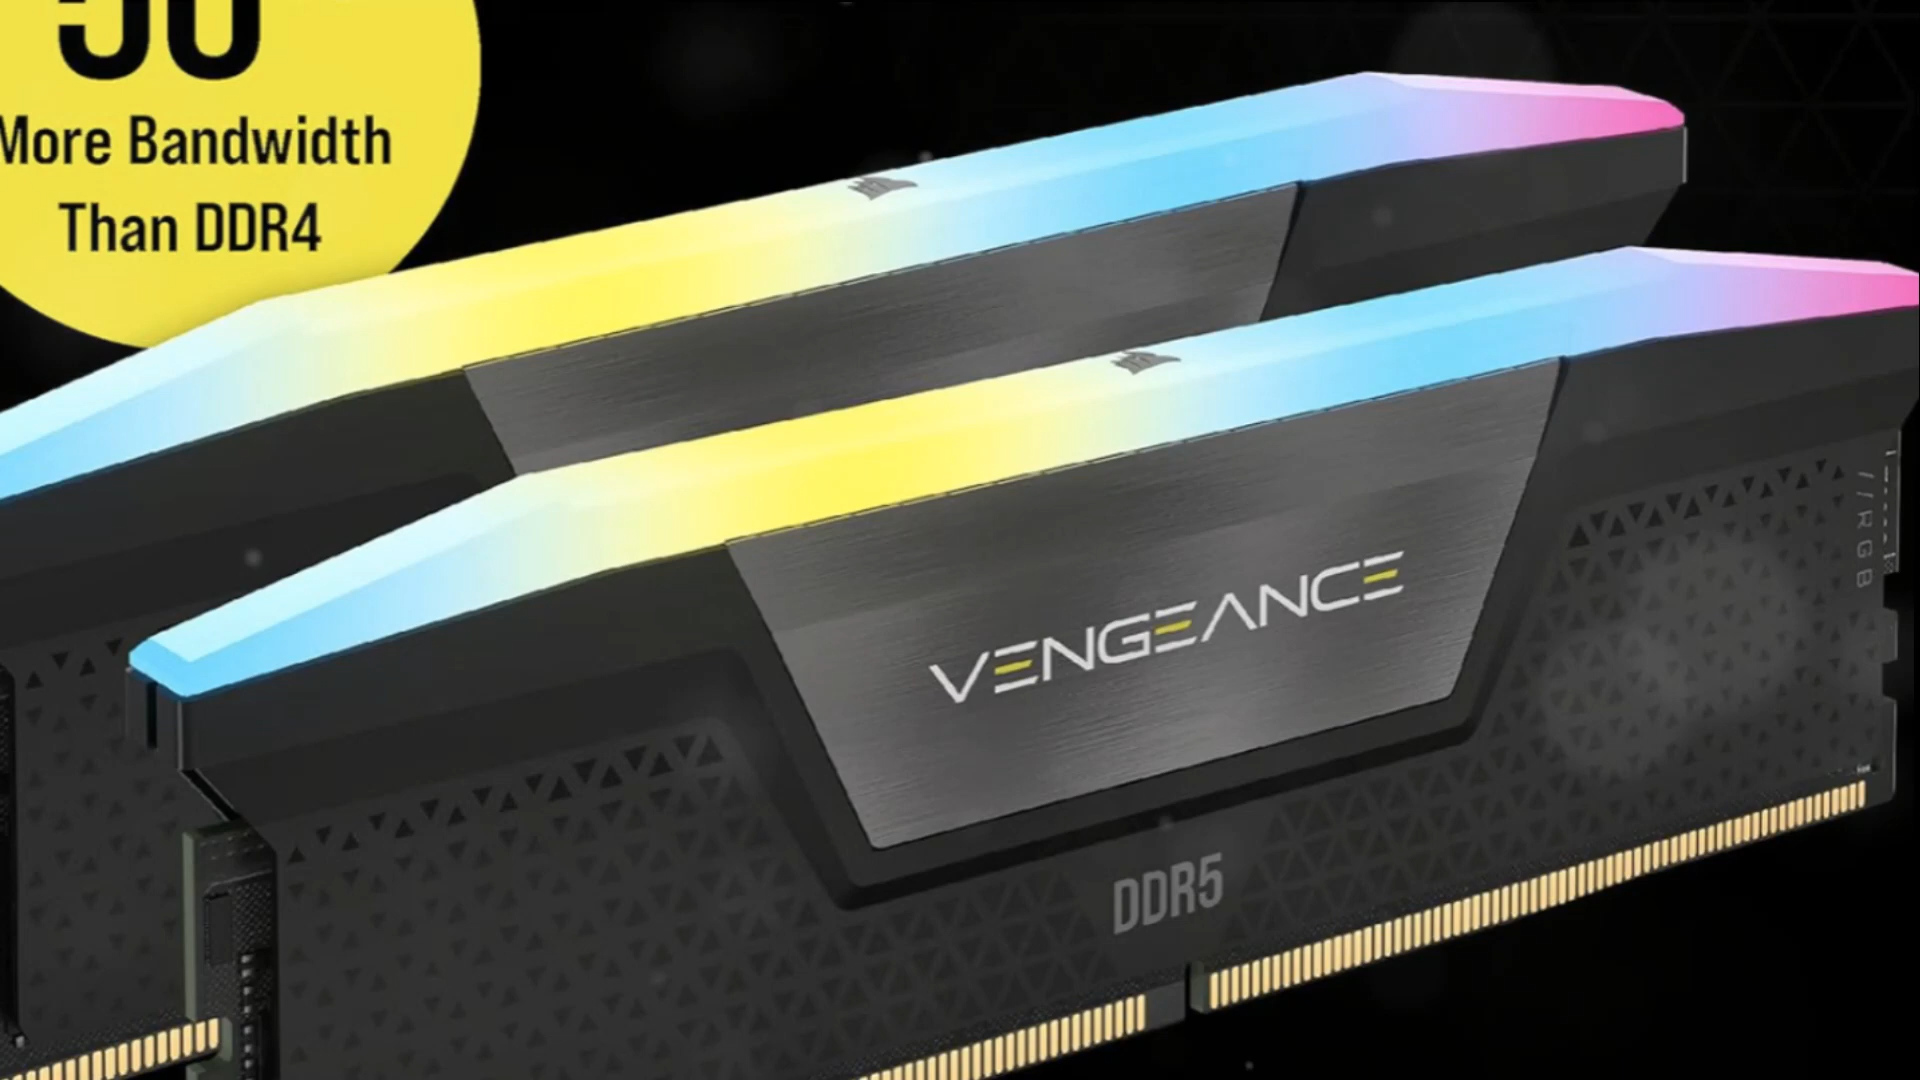 More Bandwidth
Than DDR4
VENGEANCE
//RGB
DDR5